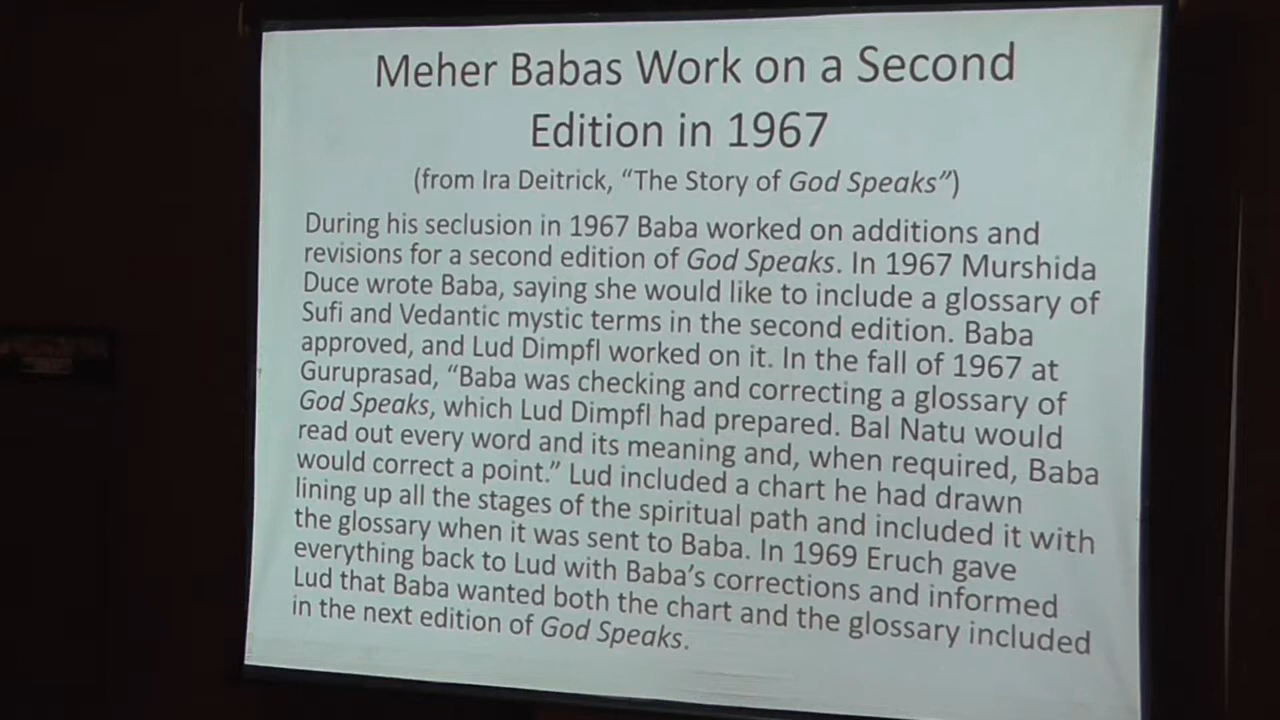 Meher Babas Work on a Second
Edition in 1967
(from Ira Deitrick, “The Story of God Speaks”)
During his seclusion in 1967 Baba worked on additions and
revisions for a second edition of God Speaks. In 1967 Murshida
Duce wrote Baba, saying she would like to include a glossary of
Sufi and Vedantic mystic terms in the second edition. Baba
approved, and Lud Dimpfl worked on it. In the fall of 1967 at
Guruprasad, “Baba was checking and correcting a glossary of
God Speaks, which Lud Dimpfl had prepared. Bal Natu would
read out every word and its meaning and, when required, Baba
would correct a point.” Lud included a chart he had drawn
lining up all the stages of the spiritual path and included it with
the glossary when it was sent to Baba. In 1969 Eruch gave
everything back to Lud with Baba’s corrections and informed
Lud that Baba wanted both the chart and the glossary included
in the next edition of God Speaks.